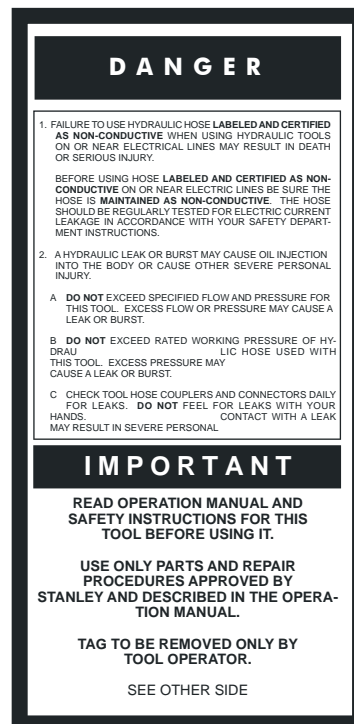 DANGER
1. FAILURE TO USE HYDRAULIC HOSE LABELED AND CERTIFIED
AS NON-CONDUCTIVE WHEN USING HYDRAULIC TOOLS
ON OR NEAR ELECTRICAL LINES MAY RESULT IN DEATH
OR SERIOUS INJURY.
BEFORE USING HOSE LABELED AND CERTIFIED AS NON-
CONDUCTIVE ON OR NEAR ELECTRIC LINES BE SURE THE
HOSE IS MAINTAINED AS NON-CONDUCTIVE. THE HOSE
SHOULD BE REGULARLY TESTED FOR ELECTRIC CURRENT
LEAKAGE IN ACCORDANCE WITH YOUR SAFETY DEPART-
MENT INSTRUCTIONS.
2. A HYDRAULIC LEAK OR BURST MAY CAUSE OIL INJECTION
INTO THE BODY OR CAUSE OTHER SEVERE PERSONAL
INJURY.
A DO NOT EXCEED SPECIFIED FLOW AND PRESSURE FOR
THIS TOOL. EXCESS FLOW OR PRESSURE MAY CAUSE A
LEAK OR BURST.
B DO NOT EXCEED RATED WORKING PRESSURE OF HY-
DRAU LIC HOSE USED WITH
THIS TOOL. EXCESS PRESSURE MAY
CAUSE A LEAK OR BURST.
C CHECK TOOL HOSE COUPLERS AND CONNECTORS DAILY
FOR LEAKS. DO NOT FEEL FOR LEAKS WITH YOUR
HANDS. CONTACT WITH A LEAK
MAY RESULT IN SEVERE PERSONAL
IMPORTANT
READ OPERATION MANUAL AND
SAFETY INSTRUCTIONS FOR THIS
TOOL BEFORE USING IT.
USE ONLY PARTS AND REPAIR
PROCEDURES APPROVED BY
STANLEY AND DESCRIBED IN THE OPERA-
TION MANUAL.
TAG TO BE REMOVED ONLY BY
TOOL OPERATOR.
SEE OTHER SIDE